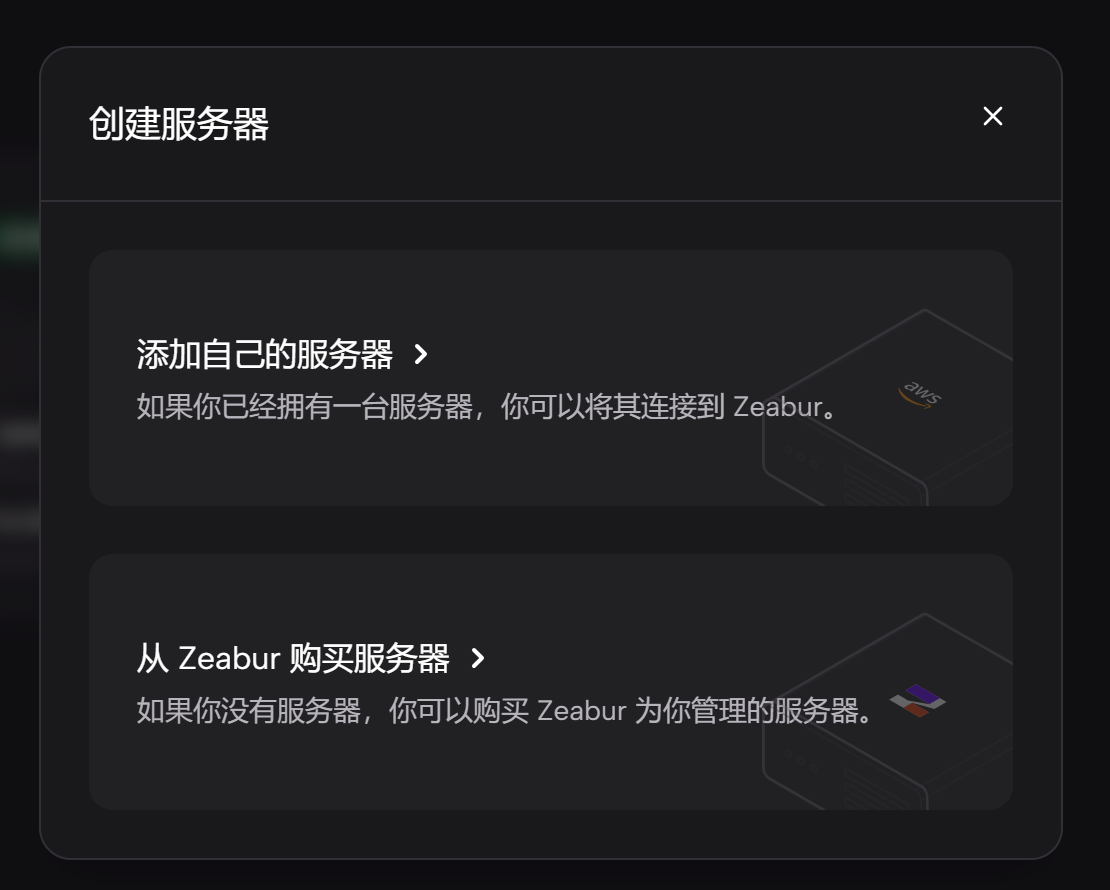 创建服务器
添加自己的服务器
如果你已经拥有一台服务器，你可以将其连接到 Zeabur。
aws
从 Zeabur 购买服务器
如果你没有服务器，你可以购买 Zeabur 为你管理的服务器。